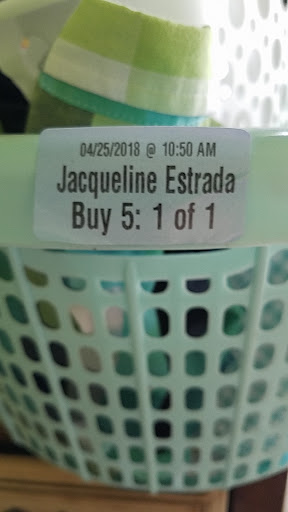 04/25/2018 @ 10:50 AM
Jacqueline Estrada
Buy 5: 1 of 1